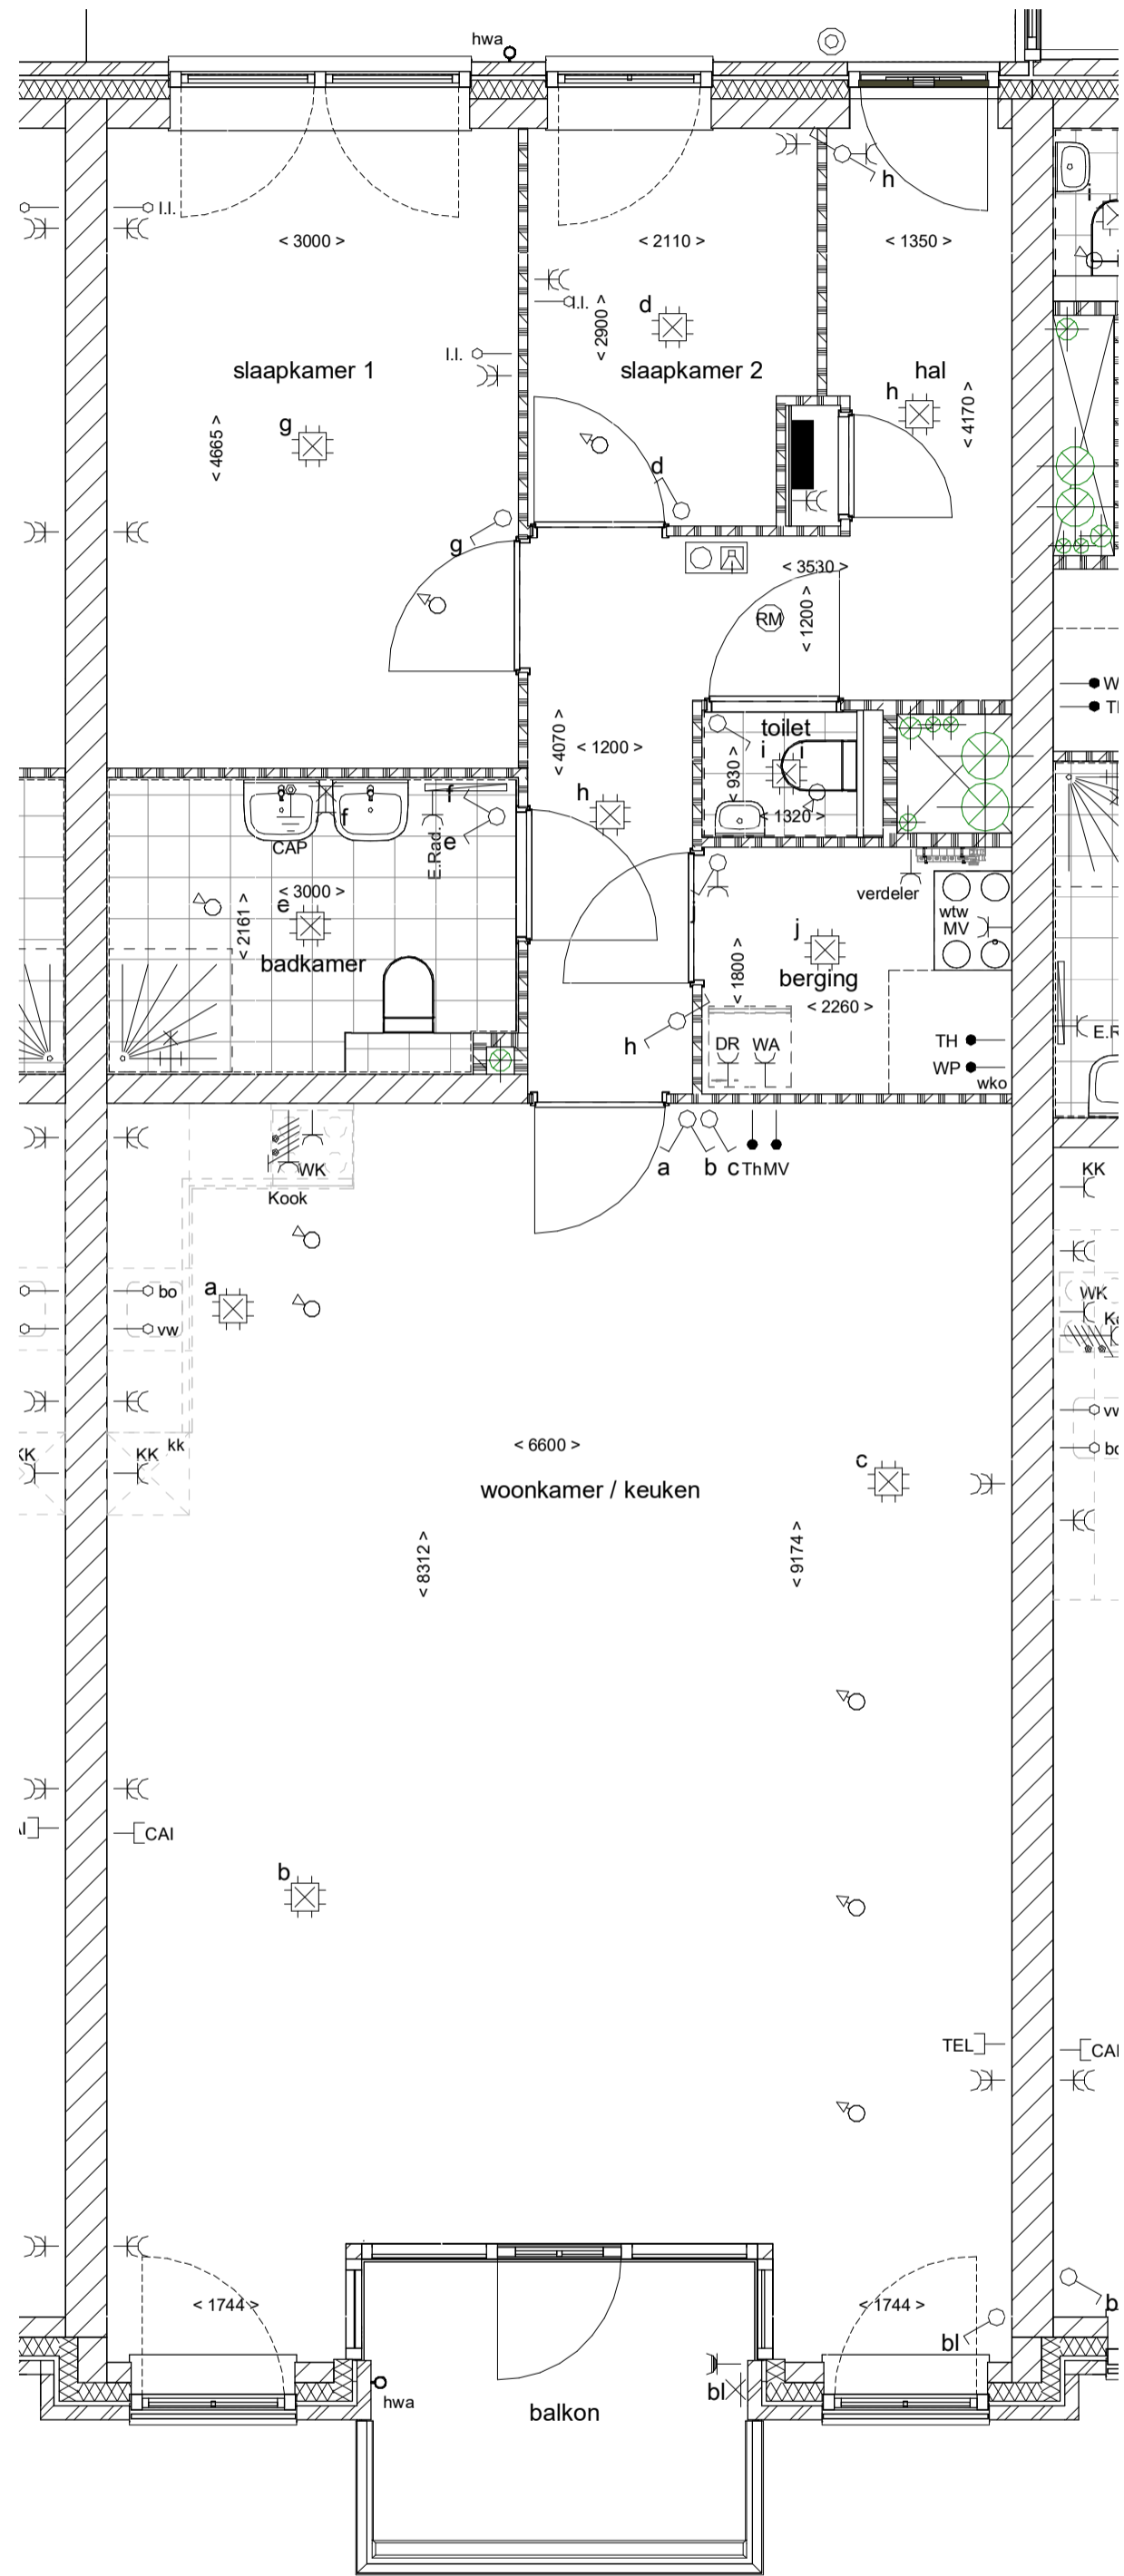 hwa
h
I.I.
< 3000 >
< 2110 >
< 1350 >
I.I.
d
< 2900 >
I.I.
slaapkamer 1
slaapkamer 2
hal
h
g
< 4665 >
< 4170 >
d
g
< 3530 >
RM
< 1200 >
toilet
i
i
< 4070 >
< 1200 >
< 930 >
h
f
f
< 1320 >
CAP
E.Rad.
e
verdeler
< 3000 >
e
wtw
MV
< 2161 >
j
badkamer
berging
< 1800 >
< 2260 >
h
DR
WA
TH
WP
wko
E.R
a
b
c
Th
MV
WK
Kook
KK
a
bo
vw
WK
vw
bo
KK
KK
kk
< 6600 >
c
woonkamer / keuken
< 8312 >
< 9174 >
CAI
b
TEL
CAI
< 1744 >
< 1744 >
b
bl
bl
hwa
balkon